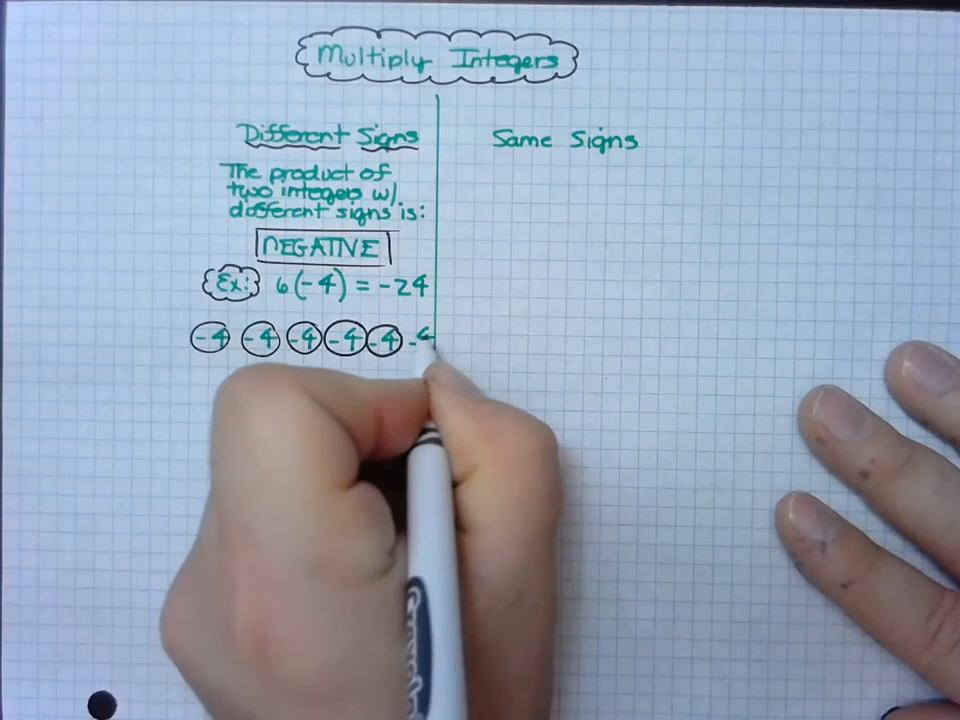 Multiply Integers
Different Signs
The product of
two integers w/
different signs is:
NEGATIVE
Ex: 6(-4) = -24
-4 -4 -4 -4 -4 -4
Same Signs